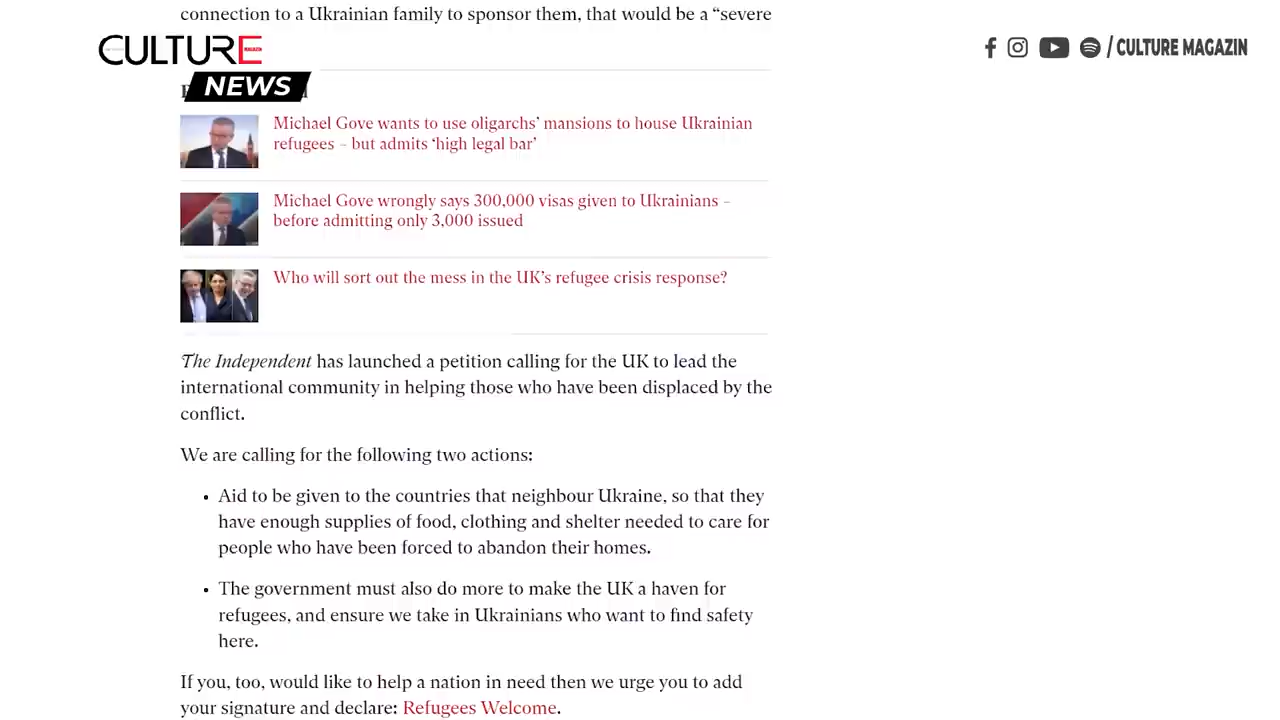 connection to a Ukrainian family to sponsor them, that would be a “severe
CULTURE
NEWS
/ CULTURE MAGAZIN
Michael Gove wants to use oligarchs’ mansions to house Ukrainian
refugees – but admits ‘high legal bar’
Michael Gove wrongly says 300,000 visas given to Ukrainians –
before admitting only 3,000 issued
Who will sort out the mess in the UK’s refugee crisis response?
The Independent has launched a petition calling for the UK to lead the
international community in helping those who have been displaced by the
conflict.
We are calling for the following two actions:
• Aid to be given to the countries that neighbour Ukraine, so that they
have enough supplies of food, clothing and shelter needed to care for
people who have been forced to abandon their homes.
• The government must also do more to make the UK a haven for
refugees, and ensure we take in Ukrainians who want to find safety
here.
If you, too, would like to help a nation in need then we urge you to add
your signature and declare: Refugees Welcome.